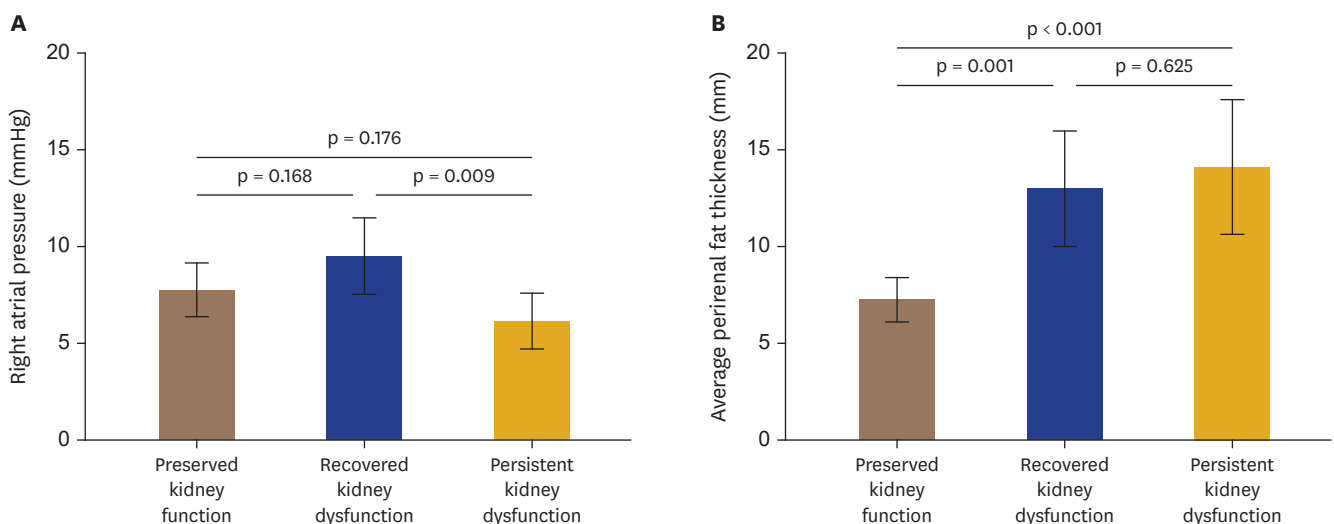 A
Right atrial pressure (mmHg)
20
15
10
5
0
p = 0.176
p = 0.168
p = 0.009
Preserved
kidney
function
Recovered
kidney
dysfunction
Persistent
kidney
dysfunction
B
Average perirenal fat thickness (mm)
20
15
10
5
0
p < 0.001
p = 0.001
p = 0.625
Preserved
kidney
function
Recovered
kidney
dysfunction
Persistent
kidney
dysfunction